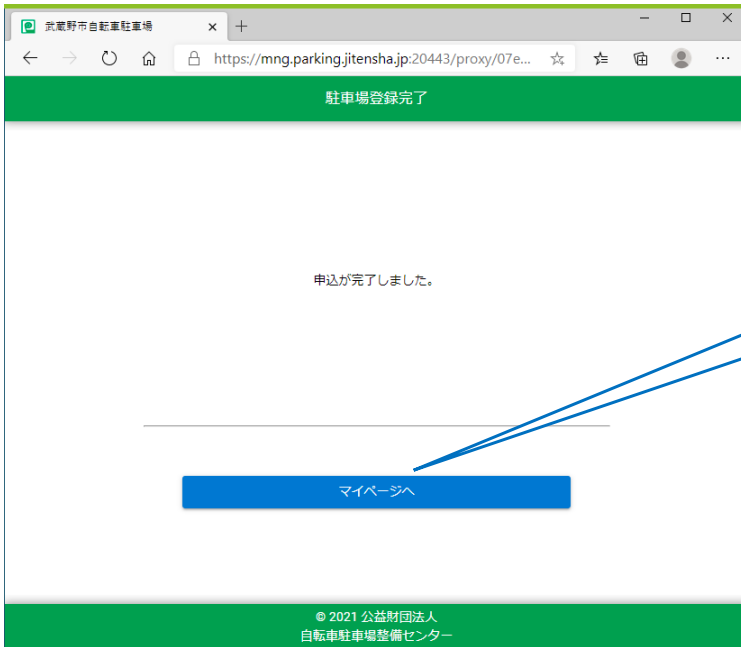 武蔵野市自転車駐車場
https://mng.parking.jitensha.jp:20443/proxy/07e...
駐車場登録完了
申込が完了しました。
マイページへ
© 2021 公益財団法人
自転車駐車場整備センター